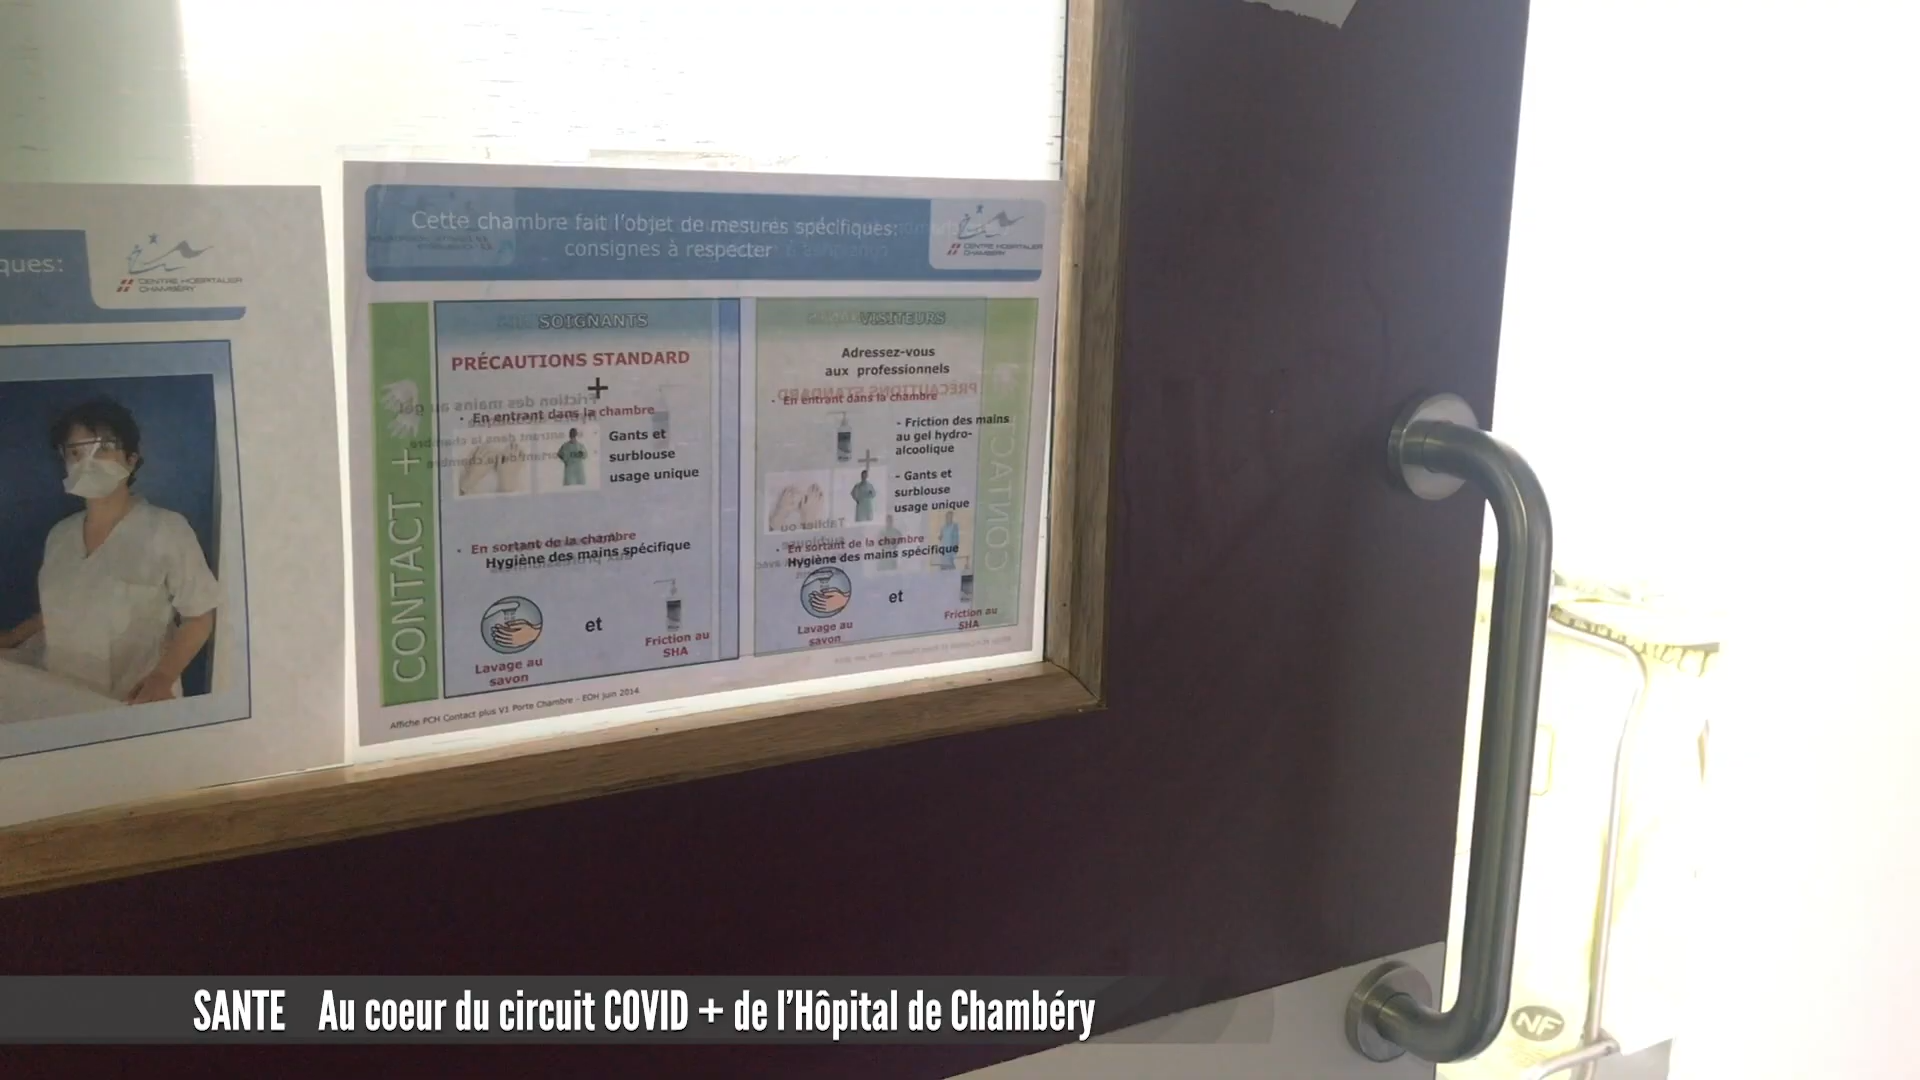 ques:
CENTRE HOSPITALIER
CHAMBÉRY
Cette chambre fait l'objet de mesures spécifiques:
consignes à respecter
CENTRE HOSPITALIER
CHAMBÉRY
CONTACT +
SOIGNANTS
PRÉCAUTIONS STANDARD
+
• En entrant dans la chambre
Gants et
surblouse
usage unique
• En sortant de la chambre
Hygiène des mains spécifique
et
Lavage au
savon
Friction au
SHA
VISITEURS
Adressez-vous
aux professionnels
• En entrant dans la chambre
- Friction des mains
au gel hydro-
alcoolique
+
- Gants et
surblouse
usage unique
• En sortant de la chambre
Hygiène des mains spécifique
et
Lavage au
savon
Friction au
SHA
Affiche PCH Contact plus V1 Porte Chambre - EOH juin 2014
NF
SANTE Au coeur du circuit COVID + de l'Hôpital de Chambéry